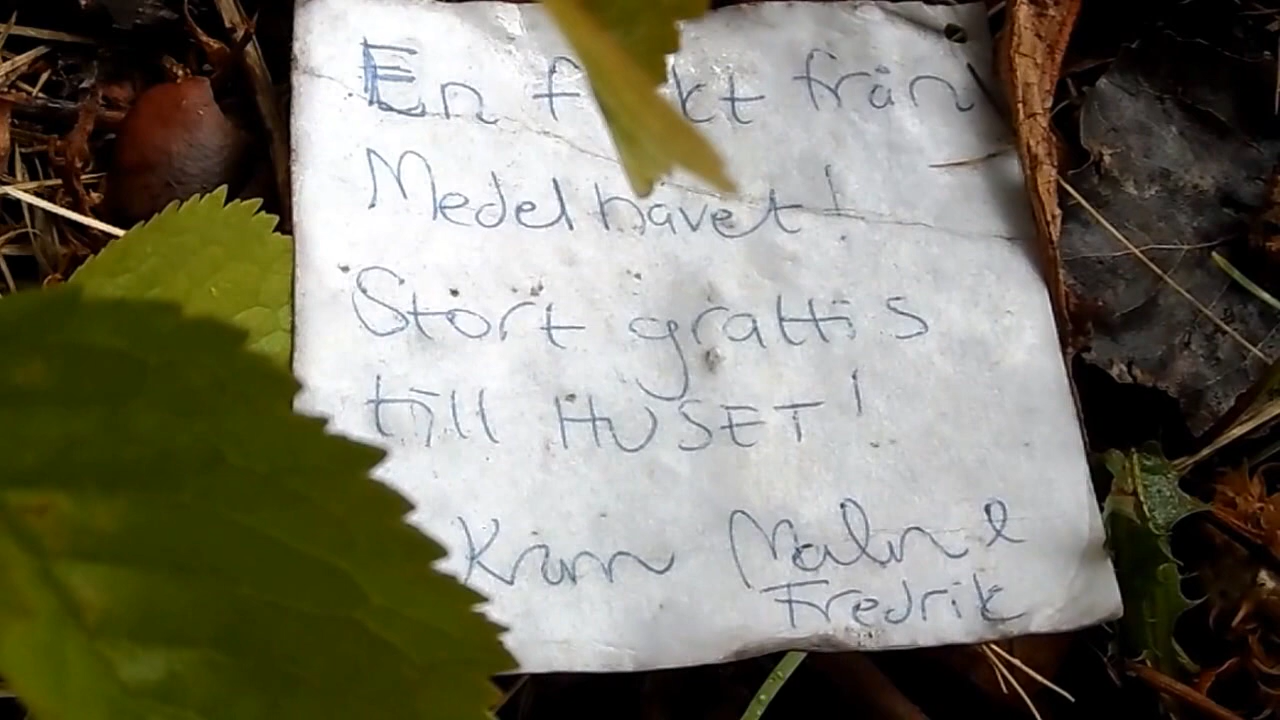 En från
Medelhavet!
Stort grattis
till HUSET!
Kram Malin &
Fredrik